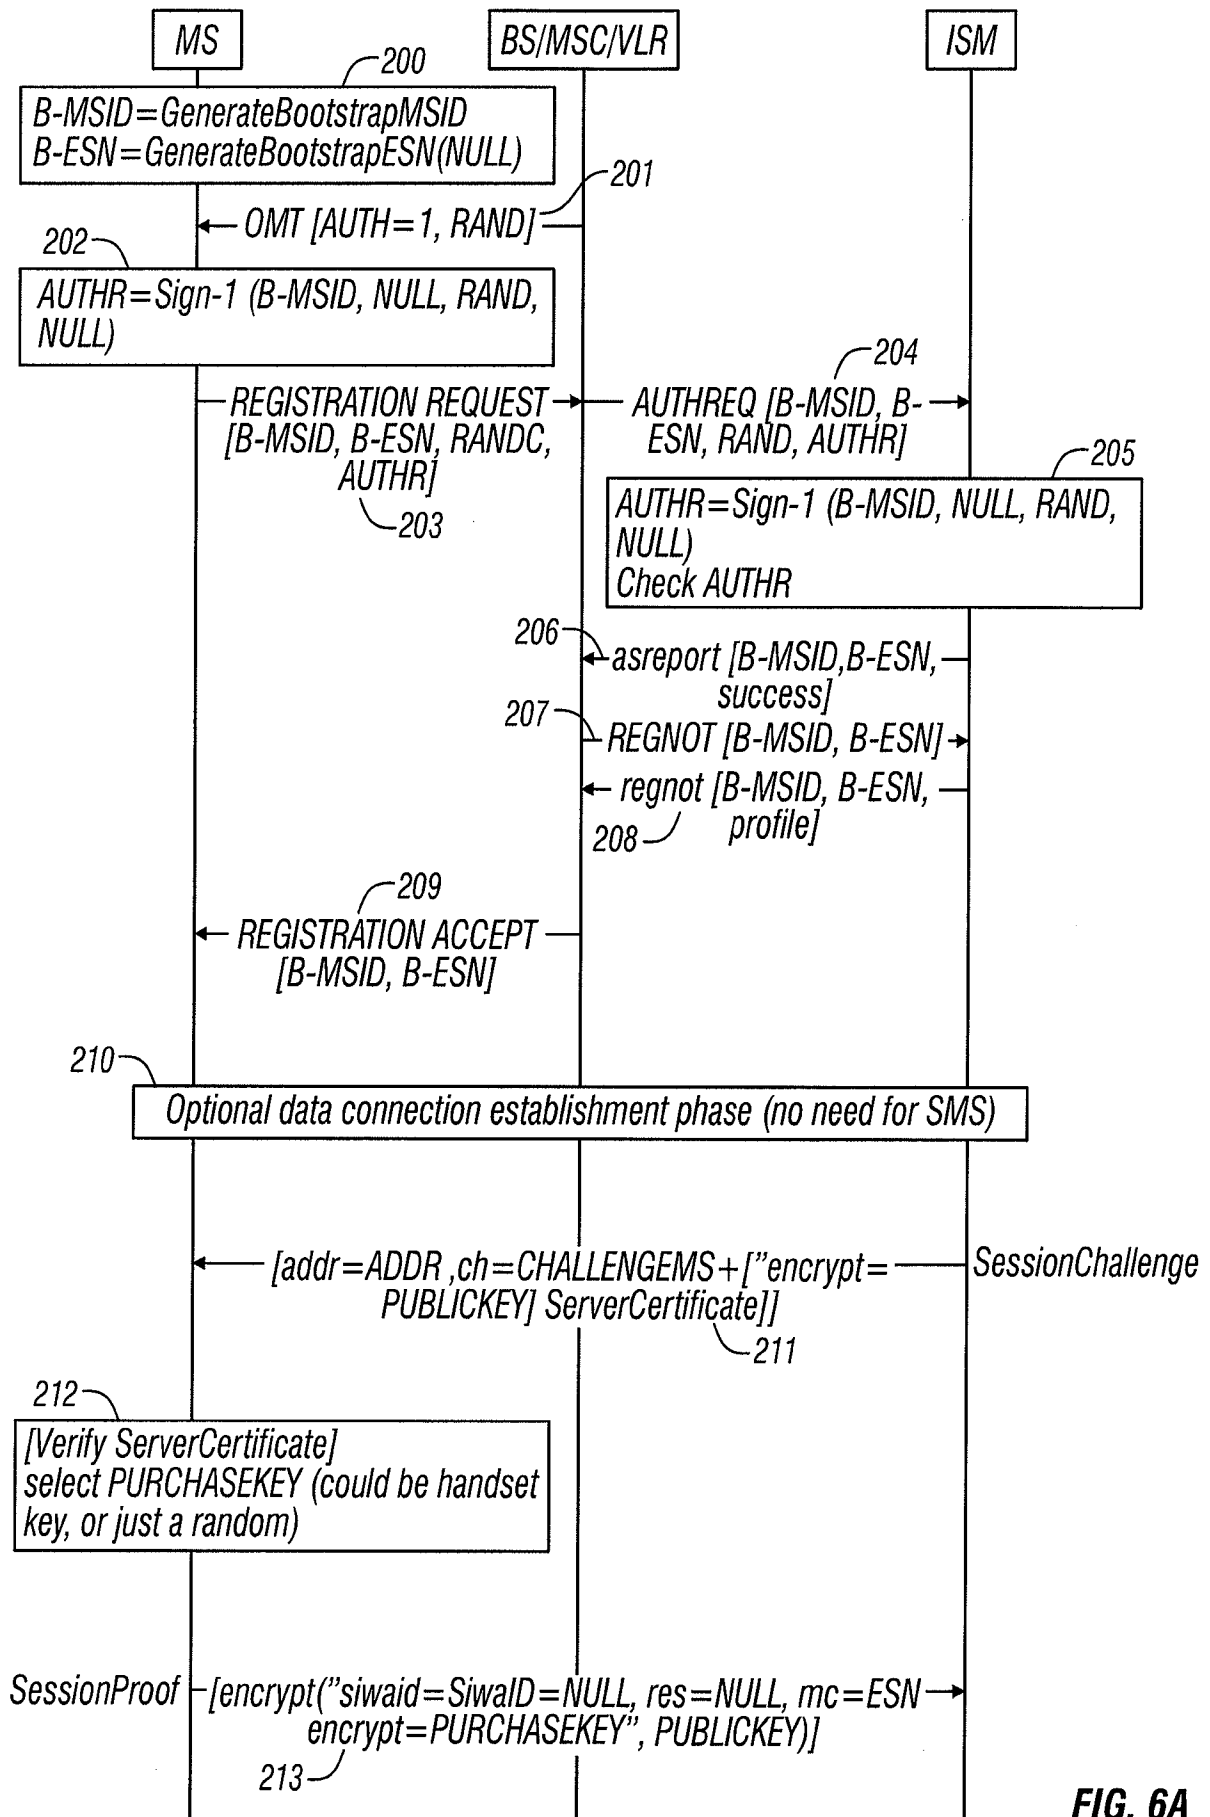 MS
BS/MSC/VLR
ISM
200
B-MSID=GenerateBootstrapMSID
B-ESN=GenerateBootstrapESN(NULL)
201
OMT [AUTH=1, RAND]
202
AUTHR=Sign-1 (B-MSID, NULL, RAND,
NULL)
204
REGISTRATION REQUEST
[B-MSID, B-ESN, RANDC,
AUTHR]
203
AUTHREQ [B-MSID, B-
ESN, RAND, AUTHR]
205
AUTHR=Sign-1 (B-MSID, NULL, RAND,
NULL)
Check AUTHR
206
asreport [B-MSID,B-ESN,
success]
207
REGNOT [B-MSID, B-ESN]
regnot [B-MSID, B-ESN,
profile]
208
209
REGISTRATION ACCEPT
[B-MSID, B-ESN]
210
Optional data connection establishment phase (no need for SMS)
[addr=ADDR ,ch=CHALLENGEMS+["encrypt=
PUBLICKEY] ServerCertificate]]
SessionChallenge
211
212
[Verify ServerCertificate]
select PURCHASEKEY (could be handset
key, or just a random)
SessionProof
[encrypt("siwaid=SiwaID=NULL, res=NULL, mc=ESN
encrypt=PURCHASEKEY", PUBLICKEY)]
213
FIG. 6A